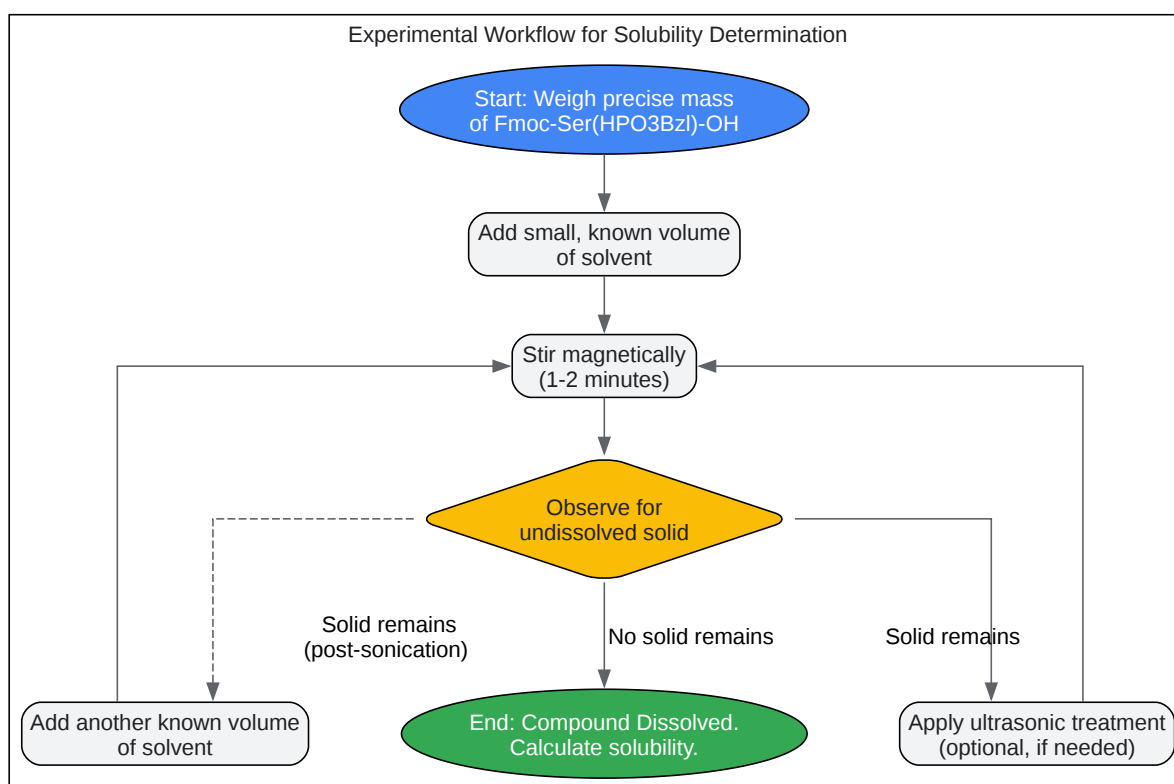 Experimental Workflow for Solubility Determination
Start: Weigh precise mass
of Fmoc-Ser(HPO3Bzl)-OH
Add small, known volume
of solvent
Stir magnetically
(1-2 minutes)
Observe for
undissolved solid
Solid remains
(post-sonication)
No solid remains
Solid remains
Add another known volume
of solvent
End: Compound Dissolved.
Calculate solubility.
Apply ultrasonic treatment
(optional, if needed)